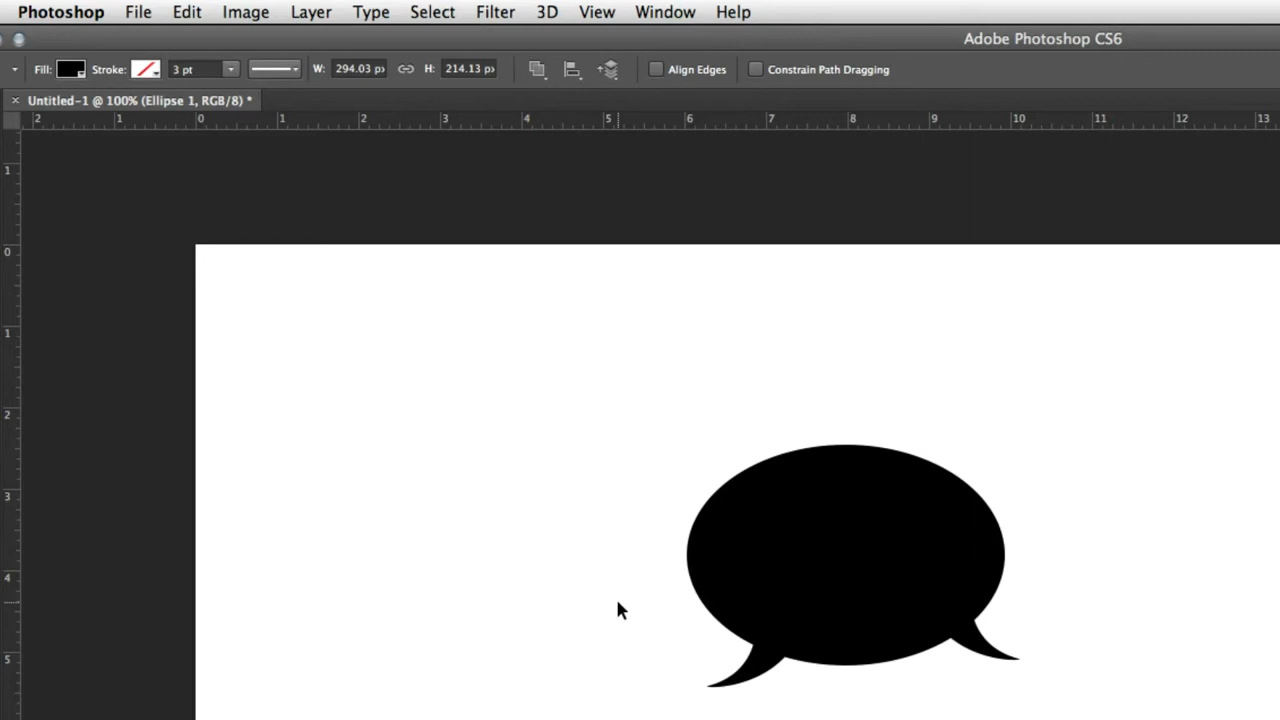 Photoshop File Edit Image Layer Type Select Filter 3D View Window Help
Adobe Photoshop CS6
Fill: Stroke: 3 pt W: 294.03 px H: 214.13 px Align Edges Constrain Path Dragging
× Untitled-1 @ 100% (Ellipse 1, RGB/8) *
2 1 0 1 2 3 4 5 6 7 8 9 10 11 12 13
1
0
1
2
3
4
5